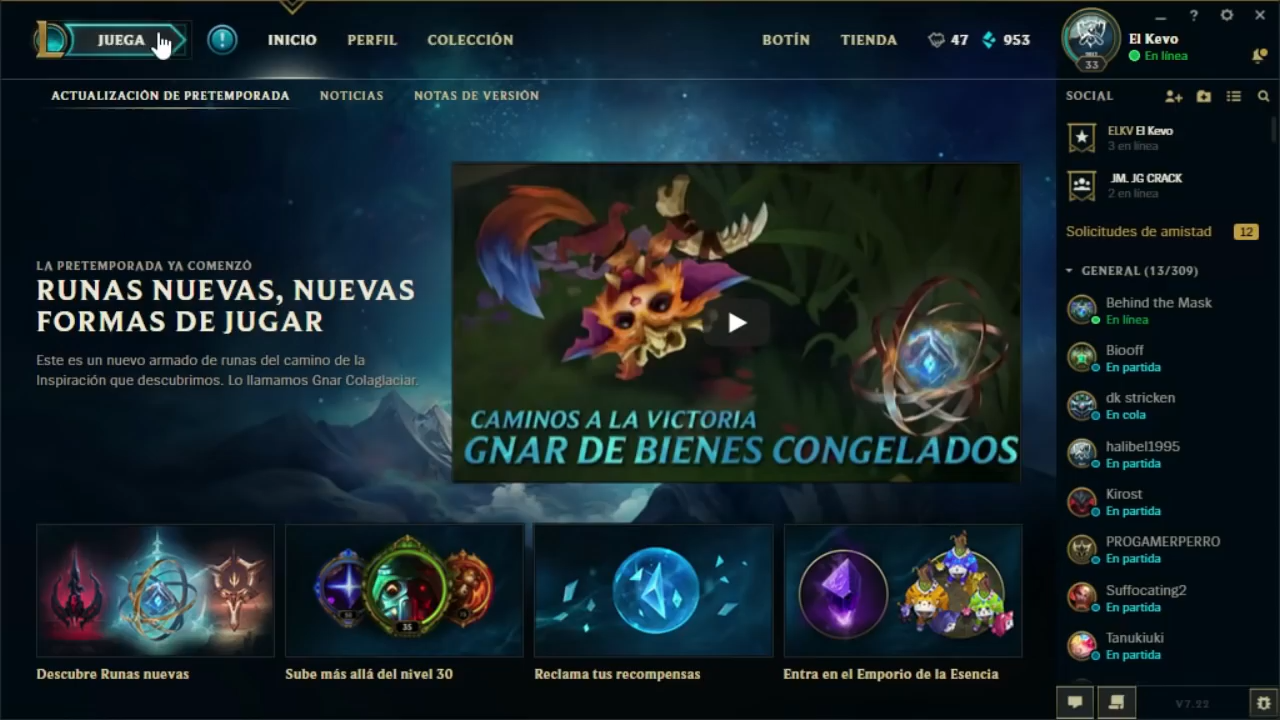 JUEGA
INICIO
PERFIL
COLECCIÓN
BOTÍN
TIENDA
47
953
?
33
El Kevo
En línea
ACTUALIZACIÓN DE PRETEMPORADA
NOTICIAS
NOTAS DE VERSIÓN
SOCIAL
ELKV El Kevo
3 en línea
JM. JG CRACK
2 en línea
Solicitudes de amistad
12
GENERAL (13/309)
Behind the Mask
En línea
Biooff
En partida
dk stricken
En cola
halibel1995
En partida
Kirost
En partida
PROGAMERPERRO
En partida
Suffocating2
En partida
Tanukiuki
En partida
V7.22
LA PRETEMPORADA YA COMENZÓ
RUNAS NUEVAS, NUEVAS
FORMAS DE JUGAR
Este es un nuevo armado de runas del camino de la
Inspiración que descubrimos. Lo llamamos Gnar Colaglaciar.
CAMINOS A LA VICTORIA
GNAR DE BIENES CONGELADOS
35
Descubre Runas nuevas
Sube más allá del nivel 30
Reclama tus recompensas
Entra en el Emporio de la Esencia